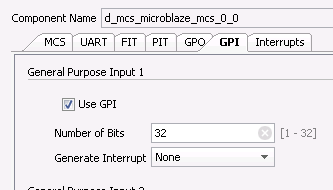 Component Name d_mcs_microblaze_mcs_0_0
MCS UART FIT PIT GPO GPI Interrupts
General Purpose Input 1
Use GPI
Number of Bits 32 [1 - 32]
Generate Interrupt None
General Purpose Input 2